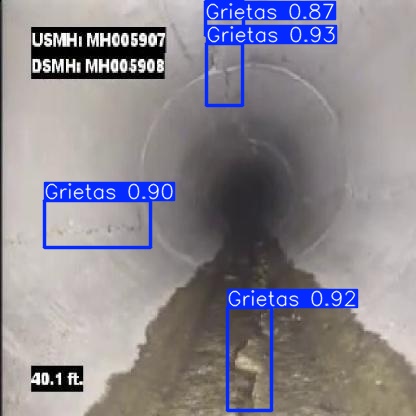 Grietas 0.87
Grietas 0.93
USMH: MH005907
DSMH: MH005908
Grietas 0.90
Grietas 0.92
40.1 ft.